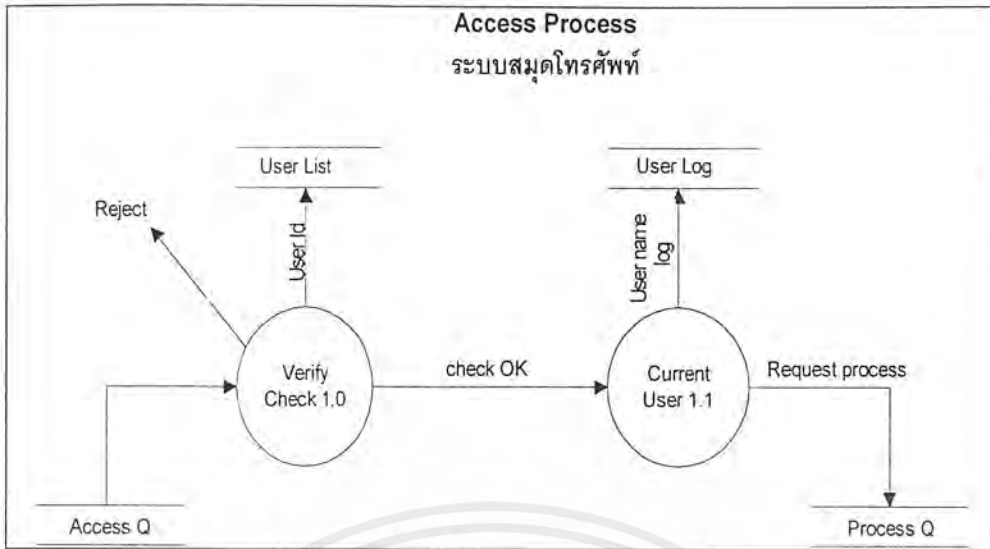 Access Process
ระบบสมุดโทรศัพท์
User List
User Log
Reject
User.Id
User name
log
Verify
Check 1.0
check OK
Current
User 1.1
Request process
Access Q
Process Q